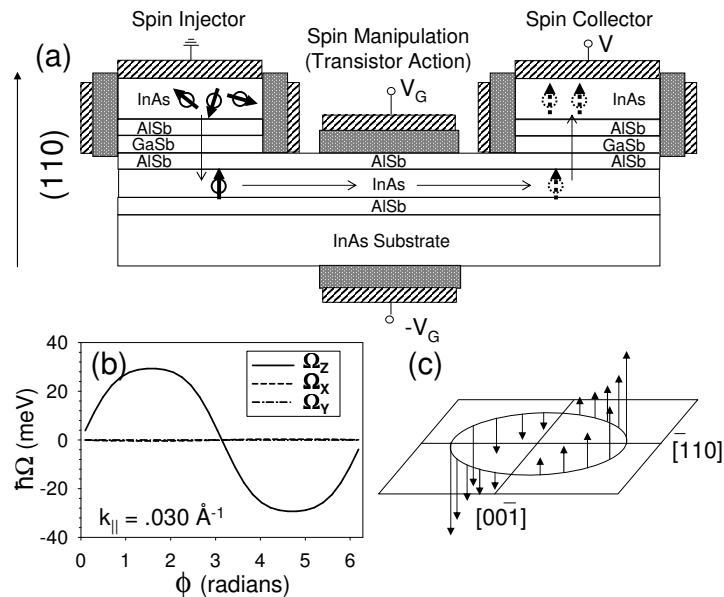 Spin Injector
Spin Manipulation
(Transistor Action)
Spin Collector
(a)
V
V_G
InAs
InAs
AlSb
AlSb
GaSb
GaSb
AlSb
AlSb
AlSb
InAs
AlSb
InAs Substrate
(110)
-V_G
(b)
Ω_Z
Ω_X
Ω_Y
ħΩ (meV)
40
20
0
-20
-40
k_|| = .030 Å⁻¹
0 1 2 3 4 5 6
ϕ (radians)
(c)
[1̄10]
[001̄]